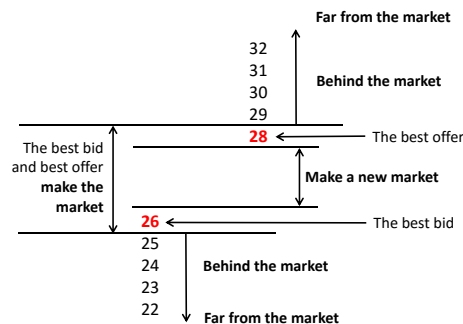 Far from the market
32
31
Behind the market
30
29
28
The best offer
The best bid
and best offer
make the
market
Make a new market
26
The best bid
25
24
Behind the market
23
22
Far from the market